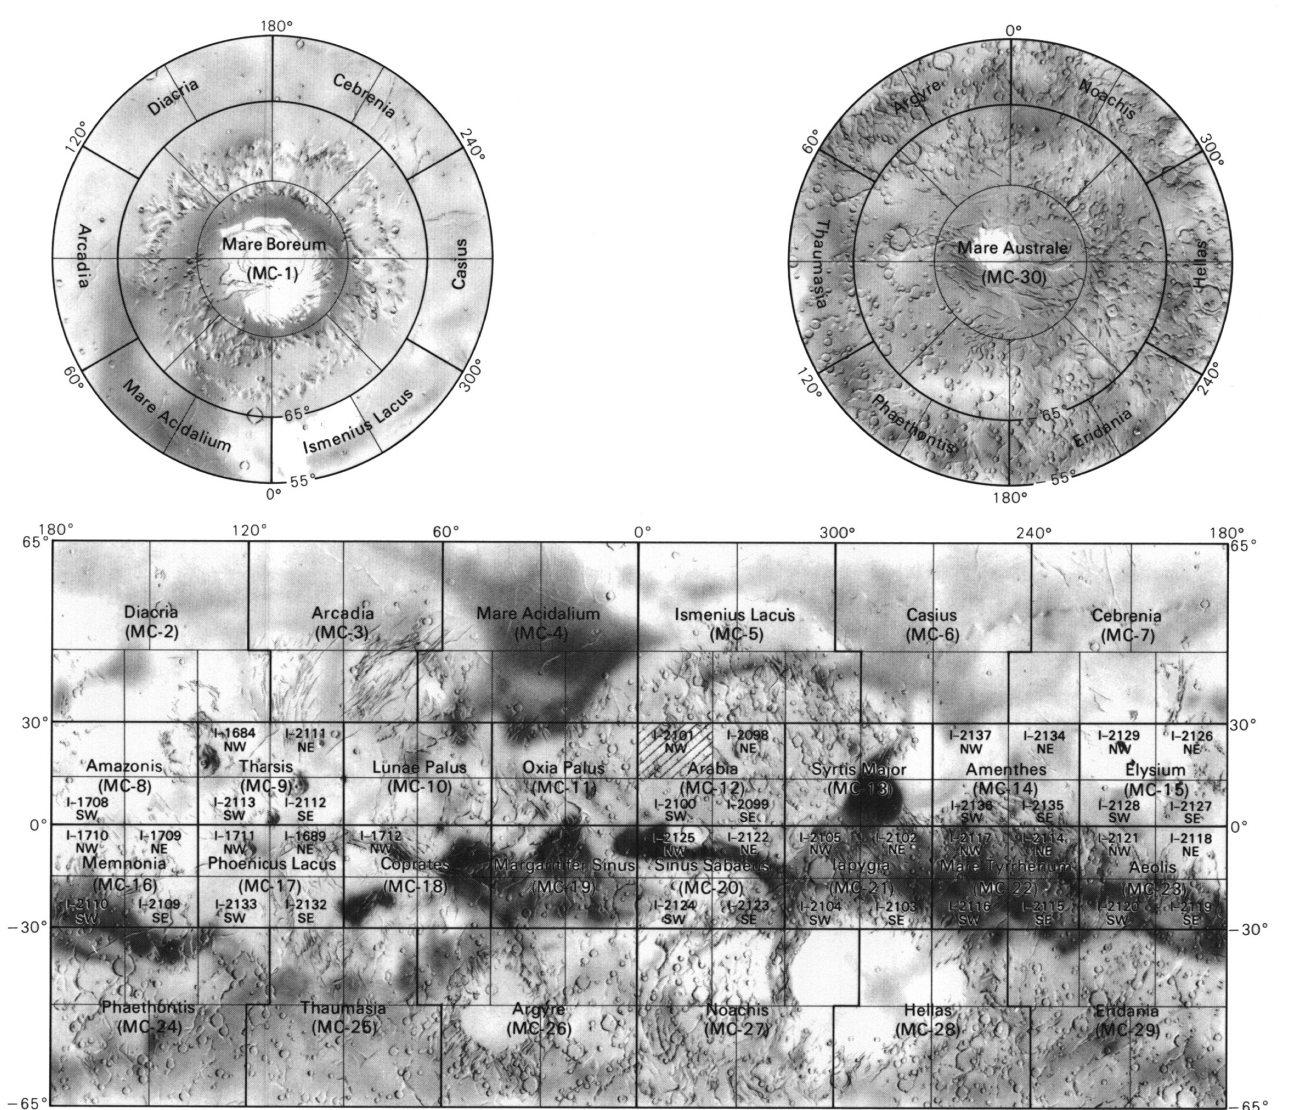 180°
Diacria
Cebrenia
120°
240°
Arcadia
Mare Boreum
(MC-1)
Casius
60°
300°
Mare Acidalium
Ismenius Lacus
65°
55°
0°
0°
Argyre
Noachis
60°
300°
Thaumasia
Mare Australe
(MC-30)
Hellas
120°
240°
Phaethontis
Eridania
65°
55°
180°
180° 120° 60° 0° 300° 240° 180°
65° 65°
Diacria Arcadia Mare Acidalium Ismenius Lacus Casius Cebrenia
(MC-2) (MC-3) (MC-4) (MC-5) (MC-6) (MC-7)
30° 30°
I-1684 I-2111 I-2101 I-2098 I-2137 I-2134 I-2129 I-2126
NW NE NW NE NW NE NW NE
Amazonis Tharsis Lunae Palus Oxia Palus Arabia Syrtis Major Amenthes Elysium
(MC-8) (MC-9) (MC-10) (MC-11) (MC-12) (MC-13) (MC-14) (MC-15)
I-1708 I-2113 I-2112 I-2100 I-2099 I-2136 I-2135 I-2128 I-2127
SW SW SE SW SE SW SE SW SE
0° 0°
I-1710 I-1709 I-1711 I-1689 I-1712 I-2125 I-2122 I-2105 I-2102 I-2117 I-2114 I-2121 I-2118
NW NE NW NE NW NW NE NW NE NW NE NW NE
Memnonia Phoenicus Lacus Coprates Margaritifer Sinus Sinus Sabaeus Iapygia Mare Tyrrhenum Aeolis
(MC-16) (MC-17) (MC-18) (MC-19) (MC-20) (MC-21) (MC-22) (MC-23)
I-2110 I-2109 I-2133 I-2132 I-2124 I-2123 I-2104 I-2103 I-2116 I-2115 I-2120 I-2119
SW SE SW SE SW SE SW SE SW SE SW SE
-30° -30°
Phaethontis Thaumasia Argyre Noachis Hellas Eridania
(MC-24) (MC-25) (MC-26) (MC-27) (MC-28) (MC-29)
-65° -65°